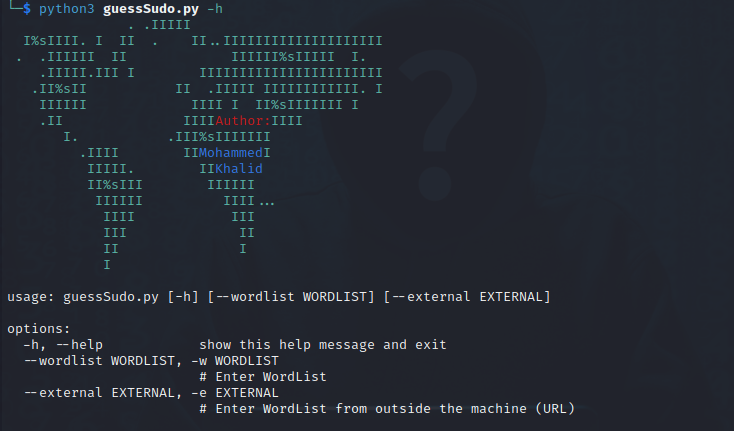 └─$ python3 guessSudo.py -h
. .IIIII
I%sIIII. I II . II..IIIIIIIIIIIIIIIIIIII
. .IIIIII II IIIIII%sIIIII I.
.IIIII.III I IIIIIIIIIIIIIIIIIIIIIII
.II%sII II .IIIII IIIIIIIIIIII. I
IIIIII IIII I II%sIIIIIII I
.II IIIIAuthor:IIII
I. .III%sIIIIIII
.IIII IIMohammedI
IIIII. IIKhalid
II%sIII IIIIII
IIIIII IIII...
IIII III
III II
II I
I
usage: guessSudo.py [-h] [--wordlist WORDLIST] [--external EXTERNAL]
options:
-h, --help show this help message and exit
--wordlist WORDLIST, -w WORDLIST
# Enter WordList
--external EXTERNAL, -e EXTERNAL
# Enter WordList from outside the machine (URL)